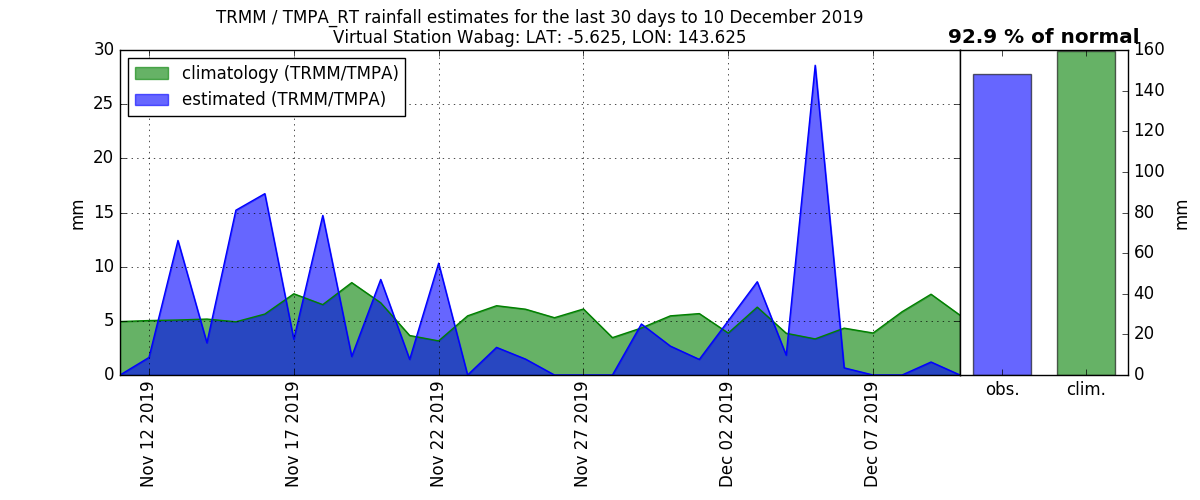 TRMM / TMPA_RT rainfall estimates for the last 30 days to 10 December 2019
Virtual Station Wabag: LAT: -5.625, LON: 143.625
92.9 % of normal
climatology (TRMM/TMPA)
estimated (TRMM/TMPA)
mm
30
25
20
15
10
5
0
Nov 12 2019
Nov 17 2019
Nov 22 2019
Nov 27 2019
Dec 02 2019
Dec 07 2019
160
140
120
100
80
60
40
20
0
mm
obs.
clim.